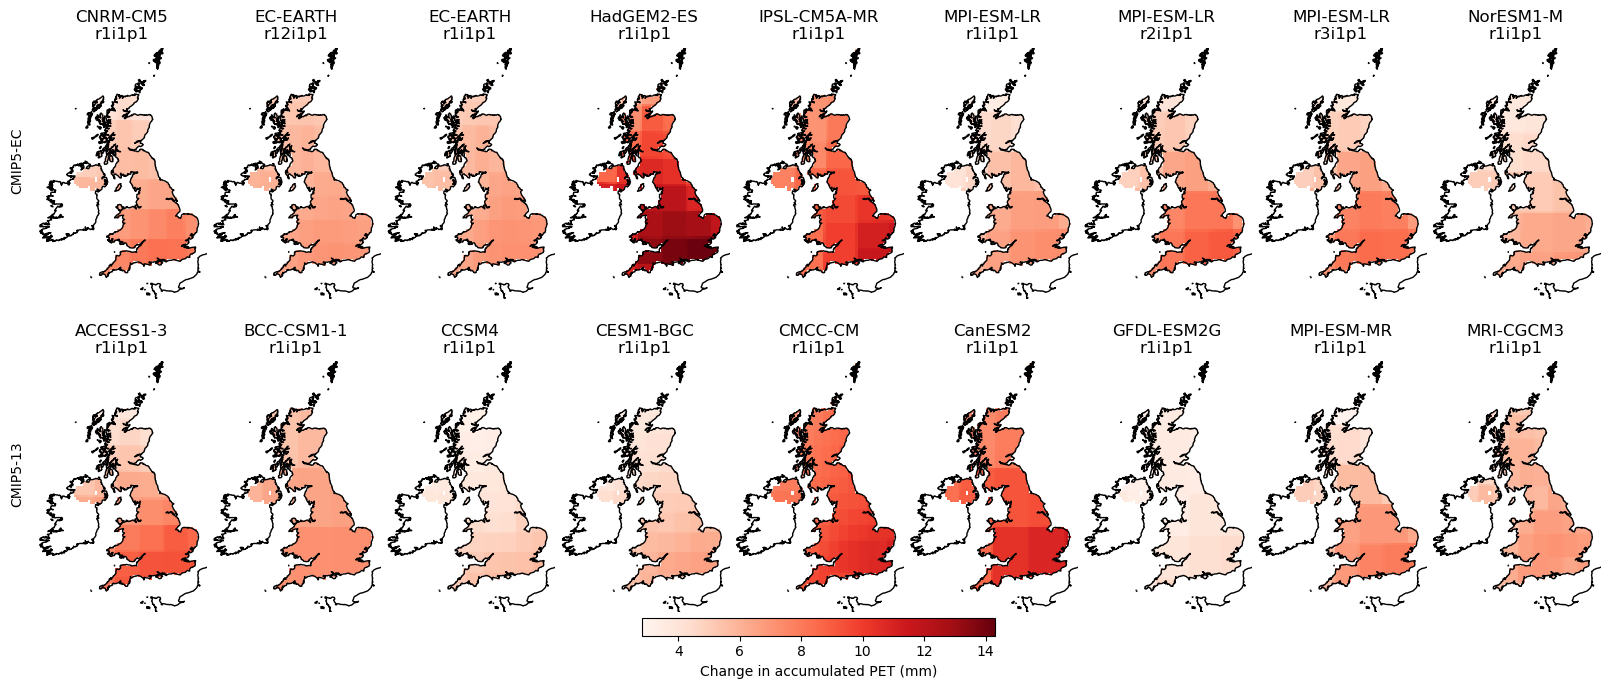 CNRM-CM5 EC-EARTH EC-EARTH HadGEM2-ES IPSL-CM5A-MR MPI-ESM-LR MPI-ESM-LR MPI-ESM-LR NorESM1-M
r1i1p1 r12i1p1 r1i1p1 r1i1p1 r1i1p1 r1i1p1 r2i1p1 r3i1p1 r1i1p1
CMIP5-EC
ACCESS1-3 BCC-CSM1-1 CCSM4 CESM1-BGC CMCC-CM CanESM2 GFDL-ESM2G MPI-ESM-MR MRI-CGCM3
r1i1p1 r1i1p1 r1i1p1 r1i1p1 r1i1p1 r1i1p1 r1i1p1 r1i1p1 r1i1p1
CMIP5-13
4 6 8 10 12 14
Change in accumulated PET (mm)